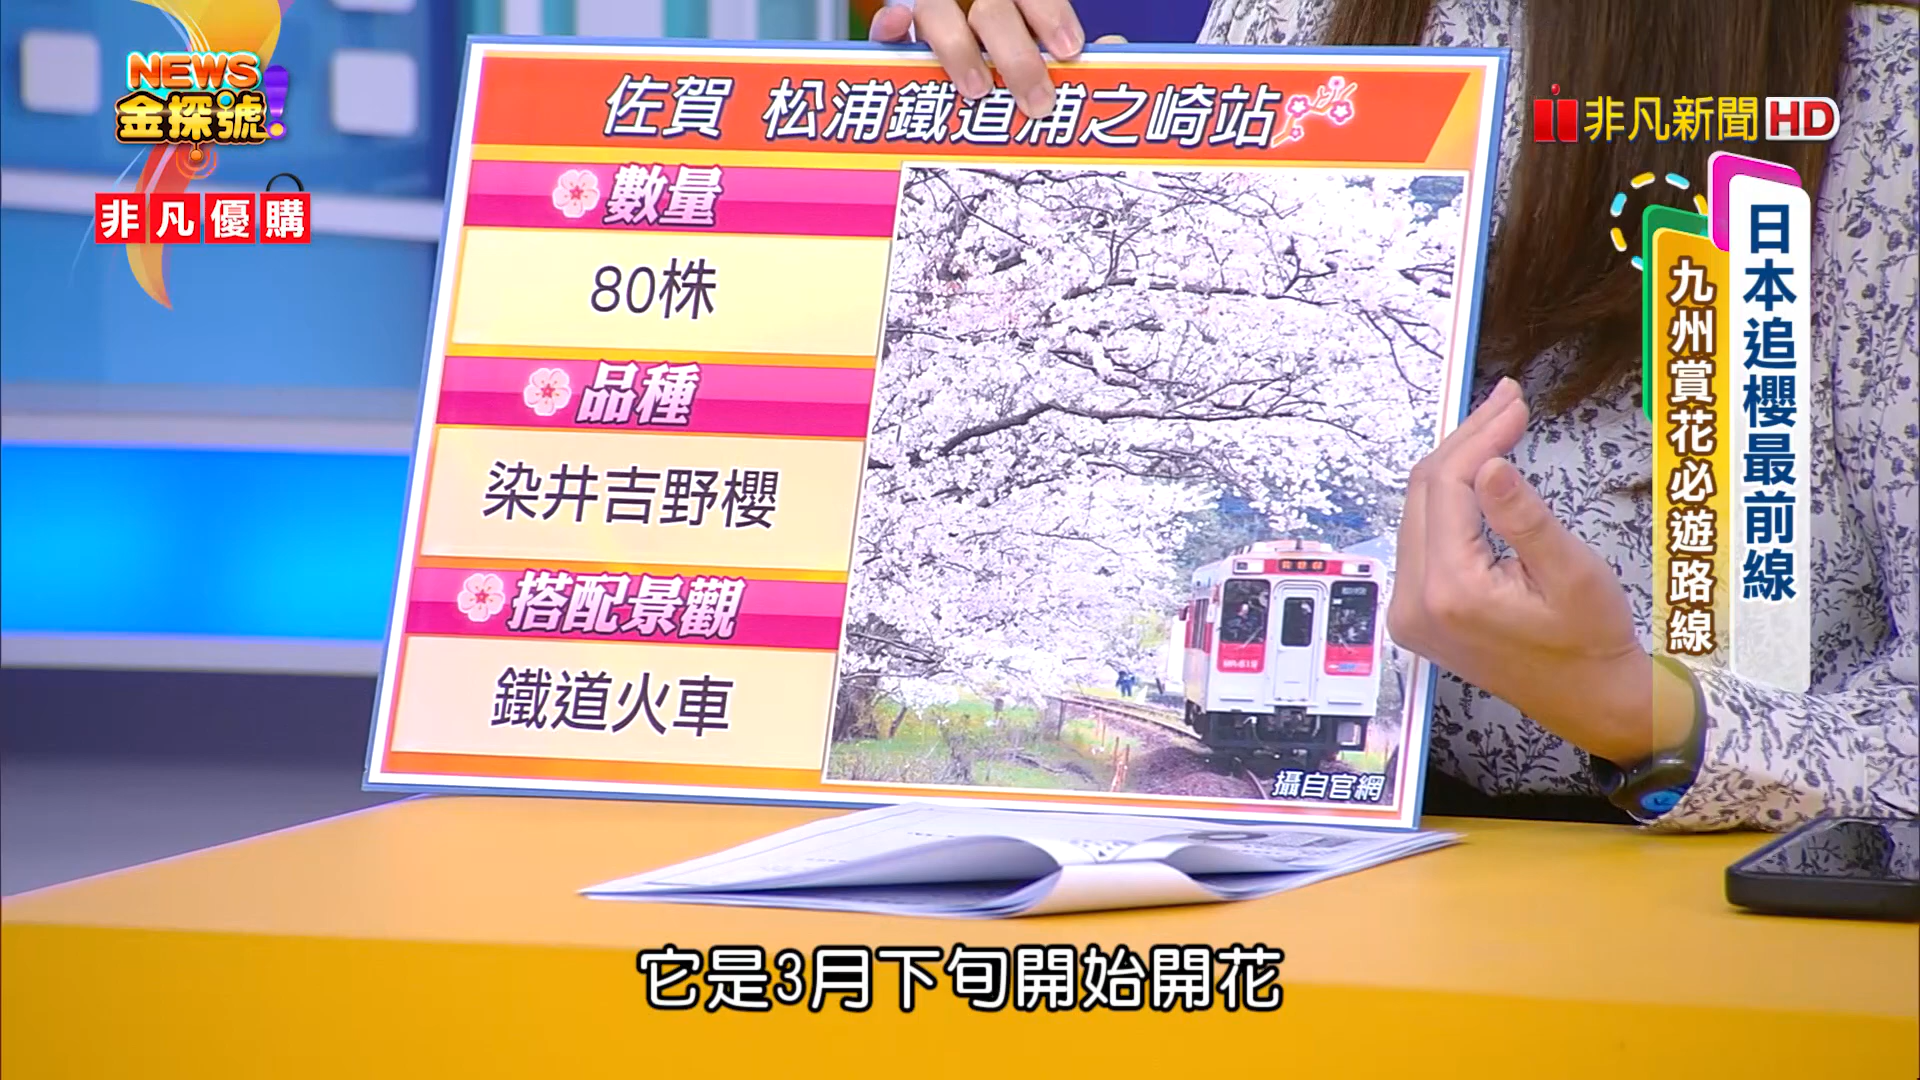 NEWS
金探號!
非凡優購
非凡新聞HD
日本追櫻最前線
九州賞花必遊路線
佐賀 松浦鐵道浦之崎站
數量
80株
品種
染井吉野櫻
搭配景觀
鐵道火車
攝自官網
它是3月下旬開始開花